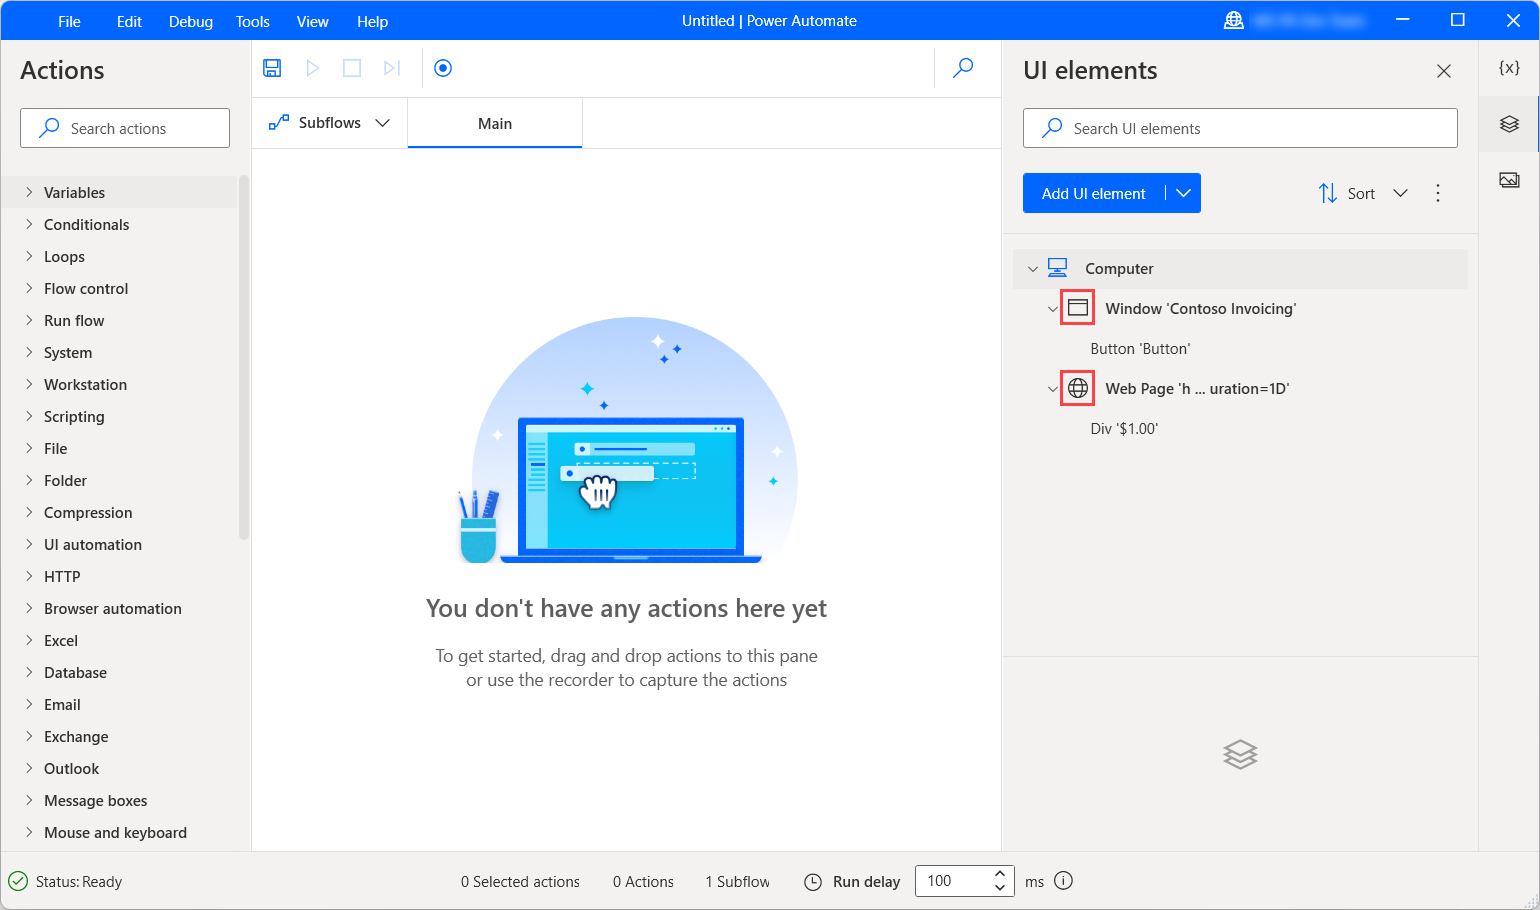 File Edit Debug Tools View Help
Untitled | Power Automate
Actions
Search actions
Variables
Conditionals
Loops
Flow control
Run flow
System
Workstation
Scripting
File
Folder
Compression
UI automation
HTTP
Browser automation
Excel
Database
Email
Exchange
Outlook
Message boxes
Mouse and keyboard
Subflows
Main
You don't have any actions here yet
To get started, drag and drop actions to this pane
or use the recorder to capture the actions
UI elements
Search UI elements
Add UI element
Sort
Computer
Window 'Contoso Invoicing'
Button 'Button'
Web Page 'h ... uration=1D'
Div '$1.00'
{x}
Status: Ready
0 Selected actions
0 Actions
1 Subflow
Run delay
100
ms